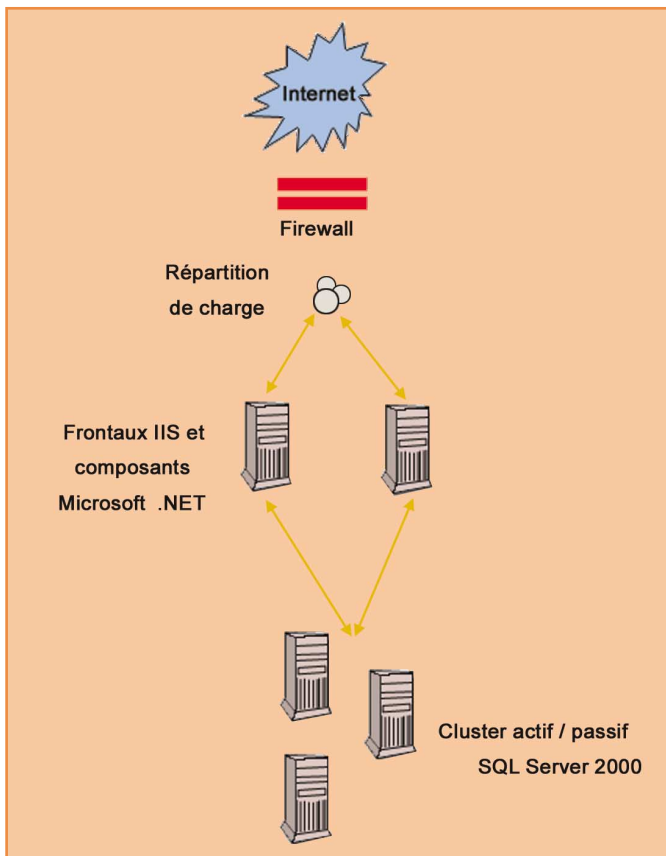 Internet
Firewall
Répartition
de charge
Frontaux IIS et
composants
Microsoft .NET
Cluster actif / passif
SQL Server 2000